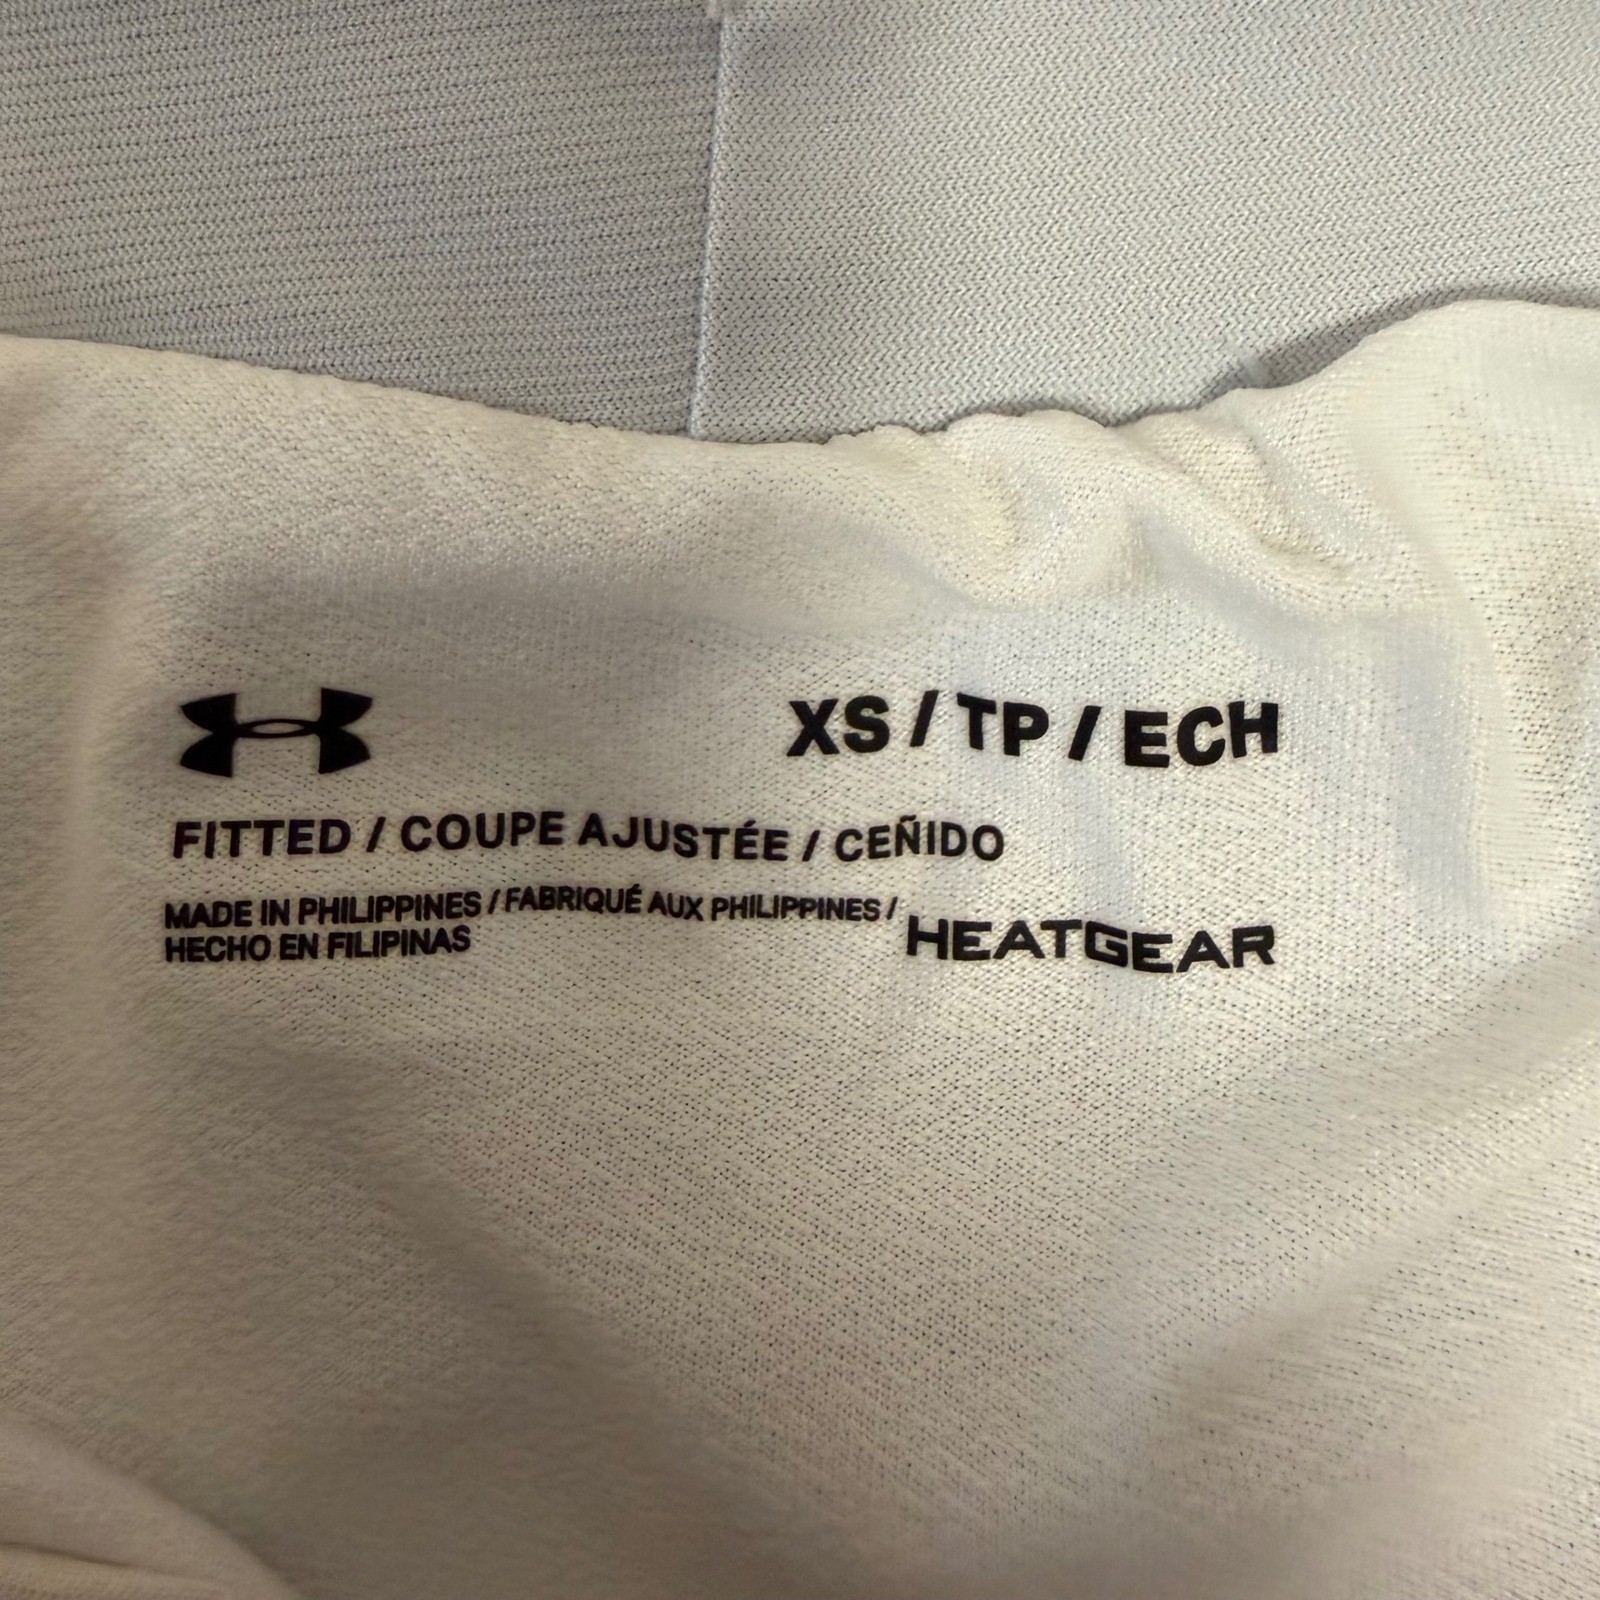 XS / TP / ECH
FITTED / COUPE AJUSTÉE / CEÑIDO
MADE IN PHILIPPINES / FABRIQUÉ AUX PHILIPPINES /
HECHO EN FILIPINAS
HEATGEAR